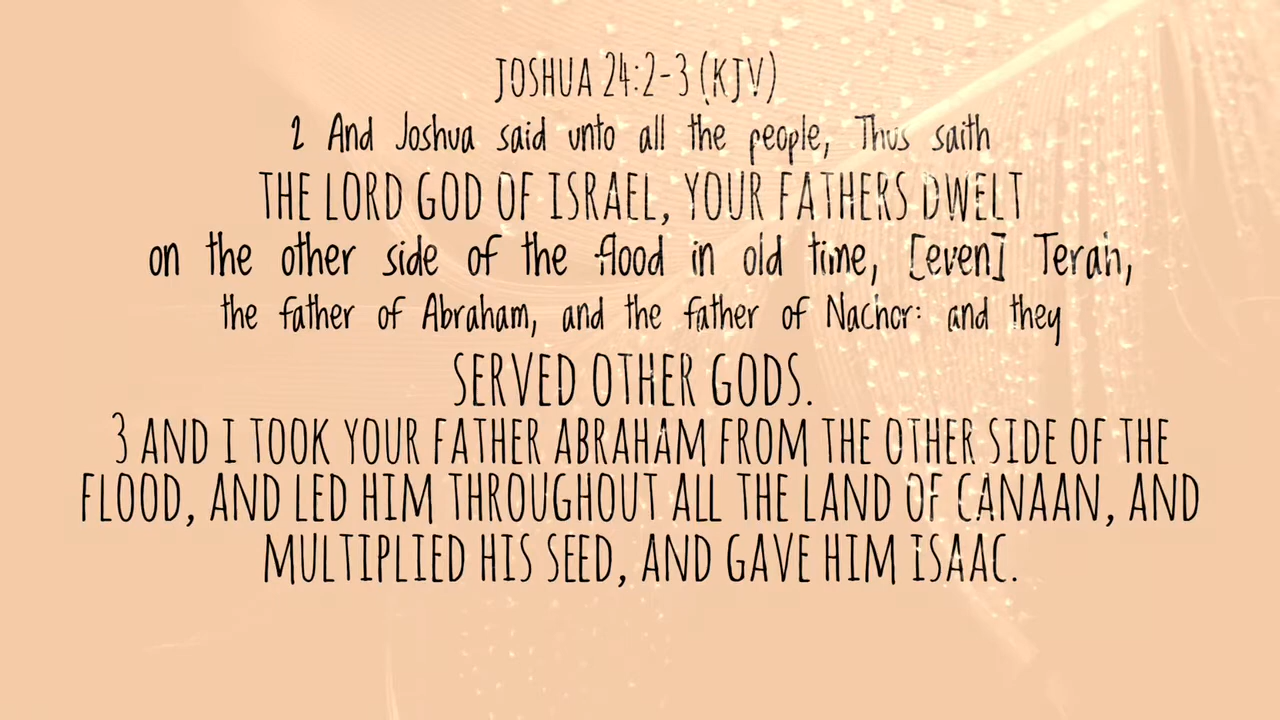 JOSHUA 24:2-3 (KJV)
2 And Joshua said unto all the people, Thus saith
THE LORD GOD OF ISRAEL, YOUR FATHERS DWELT
on the other side of the flood in old time, [even] Terah,
the father of Abraham, and the father of Nachor: and they
SERVED OTHER GODS.
3 AND I TOOK YOUR FATHER ABRAHAM FROM THE OTHER SIDE OF THE
FLOOD, AND LED HIM THROUGHOUT ALL THE LAND OF CANAAN, AND
MULTIPLIED HIS SEED, AND GAVE HIM ISAAC.